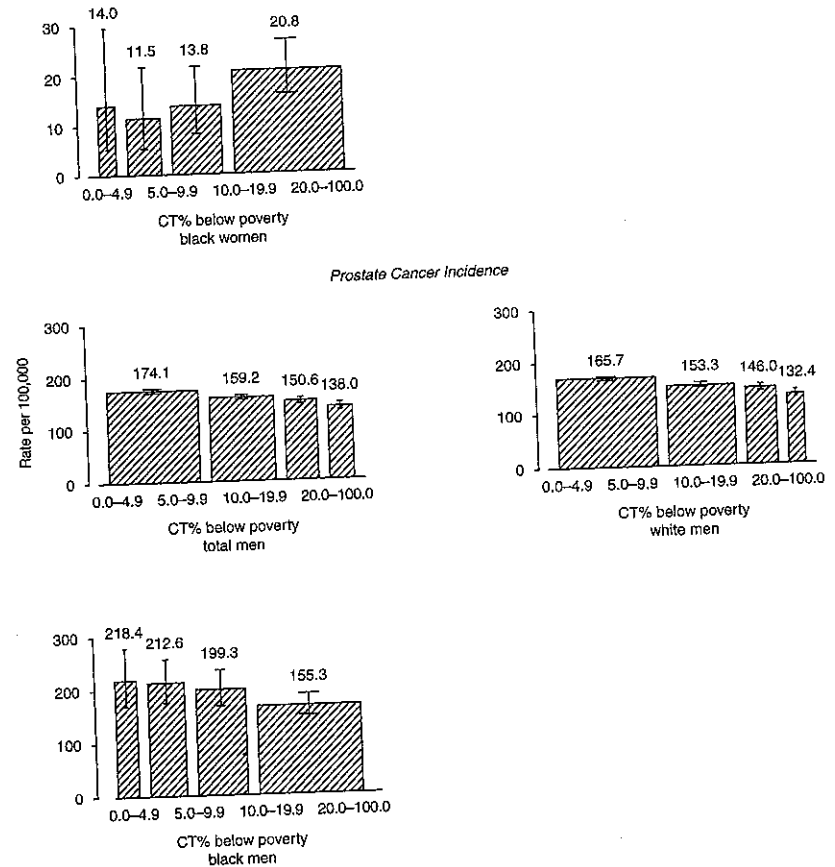 14.0
11.5
13.8
20.8
30
20
10
0
0.0–4.9 5.0–9.9 10.0–19.9 20.0–100.0
CT% below poverty
black women
Prostate Cancer Incidence
Rate per 100,000
300
200
100
0
174.1
159.2
150.6
138.0
0.0–4.9 5.0–9.9 10.0–19.9 20.0–100.0
CT% below poverty
total men
300
200
100
0
165.7
153.3
146.0
132.4
0.0–4.9 5.0–9.9 10.0–19.9 20.0–100.0
CT% below poverty
white men
300
200
100
0
218.4
212.6
199.3
155.3
0.0–4.9 5.0–9.9 10.0–19.9 20.0–100.0
CT% below poverty
black men